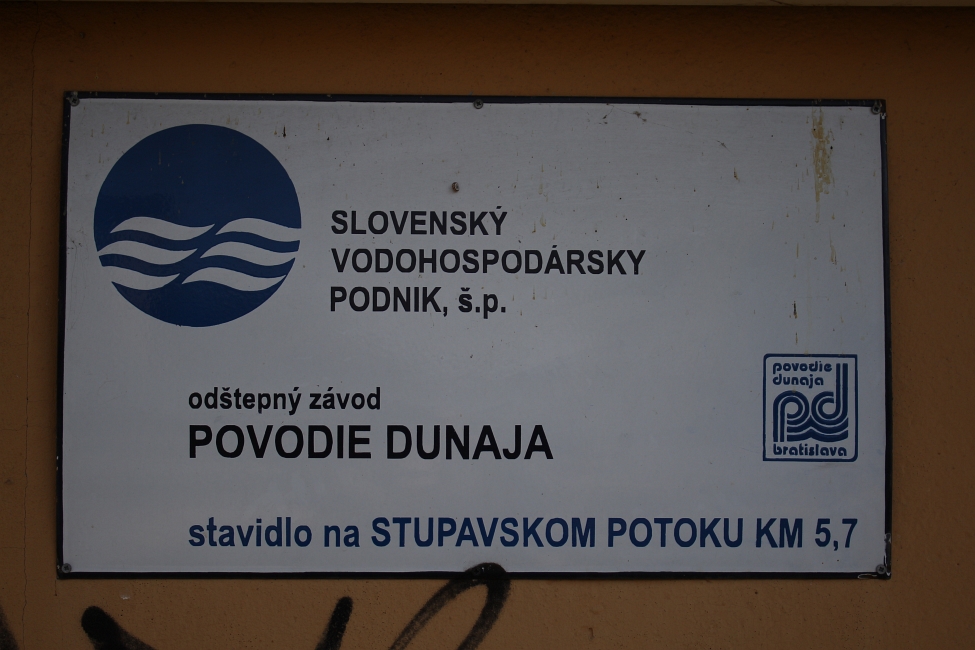 SLOVENSKÝ
VODOHOSPODÁRSKY
PODNIK, š.p.
odštepný závod
POVODIE DUNAJA
povodie
dunaja
pd
bratislava
stavidlo na STUPAVSKOM POTOKU KM 5,7